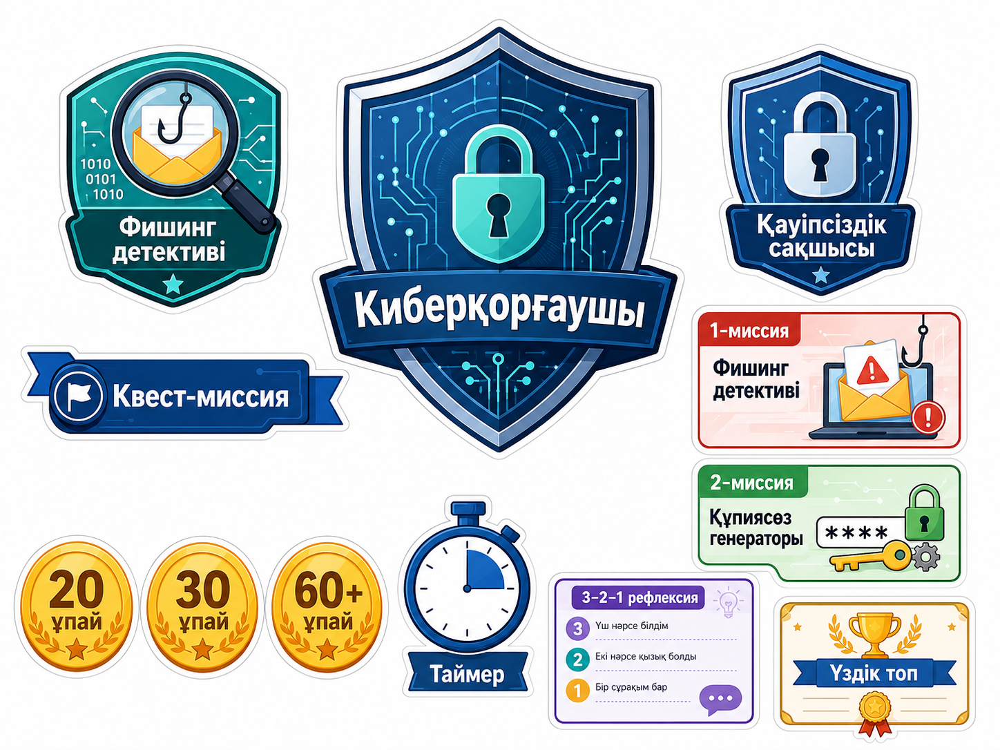 1010
0101
1010
Фишинг
детективі
Киберқорғаушы
Қауіпсіздік
сақшысы
Квест-миссия
1-миссия
Фишинг
детективі
2-миссия
Құпиясөз
генераторы
****
20
ұпай
30
ұпай
60+
ұпай
Таймер
3-2-1 рефлексия
3 Үш нәрсе білдім
2 Екі нәрсе қызық болды
1 Бір сұрақым бар
Үздік топ